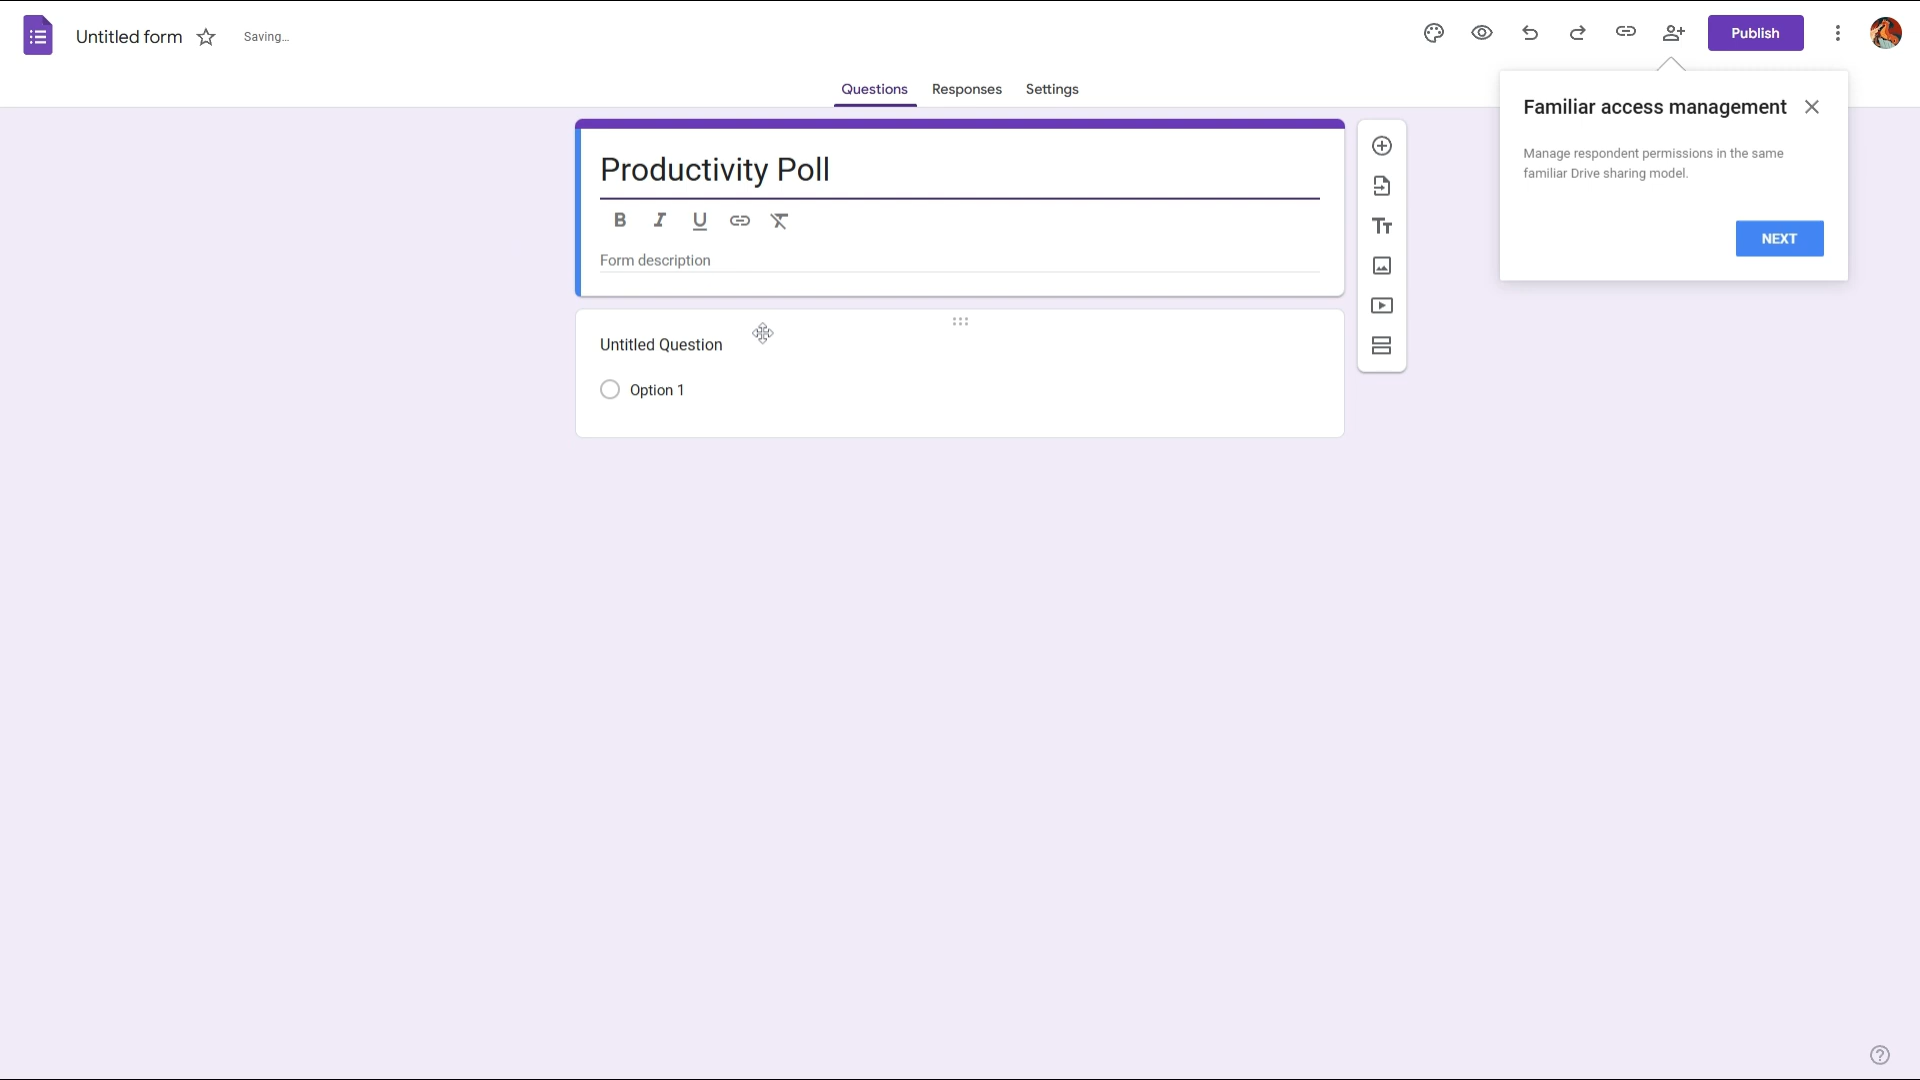 Untitled form
Saving...
Publish
Questions
Responses
Settings
Familiar access management
Manage respondent permissions in the same
familiar Drive sharing model.
NEXT
Productivity Poll
B I U
Form description
Tт
Untitled Question
Option 1